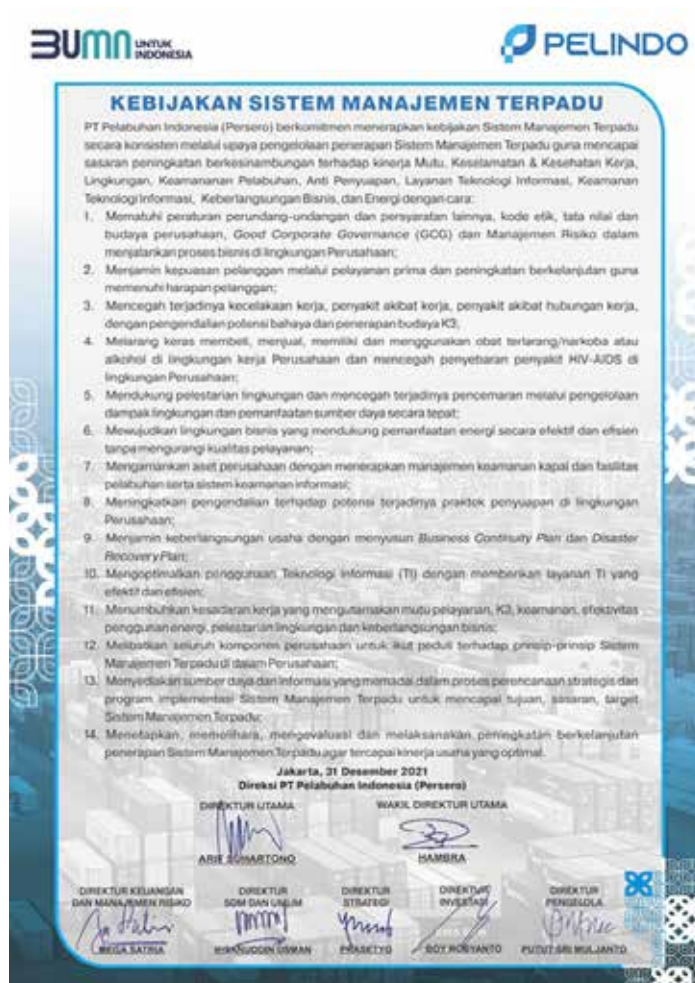 BUMN UNTUK
INDONESIA
PELINDO
KEBIJAKAN SISTEM MANAJEMEN TERPADU
PT Pelabuhan Indonesia (Persero) berkomitmen menerapkan kebijakan Sistem Manajemen Terpadu
secara konsisten melalui upaya pengelolaan penerapan Sistem Manajemen Terpadu guna mencapai
sasaran peningkatan berkesinambungan terhadap kinerja Mutu, Keselamatan & Kesehatan Kerja,
Lingkungan, Keamananan Pelabuhan, Anti Penyuapan, Layanan Teknologi Informasi, Keamanan
Teknologi Informasi, Keberlangsungan Bisnis, dan Energi dengan cara:
1. Mematuhi peraturan perundang-undangan dan persyaratan lainnya, kode etik, tata nilai dan
budaya perusahaan, Good Corporate Governance (GCG) dan Manajemen Risiko dalam
menjalankan proses bisnis di lingkungan Perusahaan;
2. Menjamin kepuasan pelanggan melalui pelayanan prima dan peningkatan berkelanjutan guna
memenuhi harapan pelanggan;
3. Mencegah terjadinya kecelakaan kerja, penyakit akibat kerja, penyakit akibat hubungan kerja,
dengan pengendalian potensi bahaya dan penerapan budaya K3;
4. Melarang keras membeli, menjual, memiliki dan menggunakan obat terlarang/narkoba atau
alkohol di lingkungan kerja Perusahaan dan mencegah penyebaran penyakit HIV-AIDS di
lingkungan Perusahaan;
5. Mendukung pelestarian lingkungan dan mencegah terjadinya pencemaran melalui pengelolaan
dampak lingkungan dan pemanfaatan sumber daya secara tepat;
6. Mewujudkan lingkungan bisnis yang mendukung pemanfaatan energi secara efektif dan efisien
tanpa mengurangi kualitas pelayanan;
7. Mengamankan aset perusahaan dengan menerapkan manajemen keamanan kapal dan fasilitas
pelabuhan serta sistem keamanan informasi;
8. Meningkatkan pengendalian terhadap potensi terjadinya praktek penyuapan di lingkungan
Perusahaan;
9. Menjamin keberlangsungan usaha dengan menyusun Business Continuity Plan dan Disaster
Recovery Plan;
10. Mengoptimalkan penggunaan Teknologi Informasi (TI) dengan memberikan layanan TI yang
efektif dan efisien;
11. Menumbuhkan kesadaran kerja yang mengutamakan mutu pelayanan, K3, keamanan, efektivitas
penggunan energi, pelestarian lingkungan dan keberlangsungan bisnis;
12. Melibatkan seluruh komponen perusahaan untuk ikut peduli terhadap prinsip-prinsip Sistem
Manajemen Terpadu di dalam Perusahaan;
13. Menyediakan sumber daya dan informasi yang memadai dalam proses perencanaan strategis dan
program implementasi Sistem Manajemen Terpadu untuk mencapai tujuan, sasaran, target
Sistem Manajemen Terpadu;
14. Menetapkan, memelihara, mengevaluasi dan melaksanakan peningkatan berkelanjutan
penerapan Sistem Manajemen Terpadu agar tercapai kinerja usaha yang optimal.
Jakarta, 31 Desember 2021
Direksi PT Pelabuhan Indonesia (Persero)
DIREKTUR UTAMA WAKIL DIREKTUR UTAMA
ARIF SUHARTONO HAMBRA
DIREKTUR KEUANGAN DIREKTUR DIREKTUR DIREKTUR DIREKTUR
DAN MANAJEMEN RISIKO SDM DAN UMUM STRATEGI INVESTASI PENGELOLA
MEGA SATRIA IHSANUDDIN USMAN PRASETYO BOY ROBYANTO PUTUT SRI MULJANTO